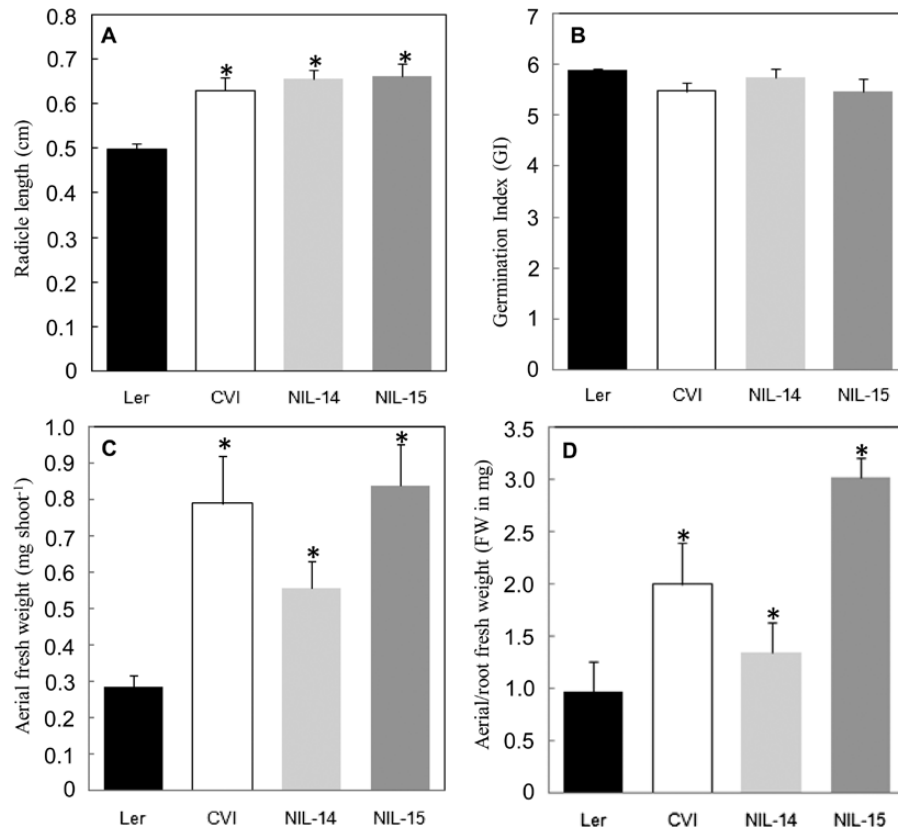 A
Radicle length (cm)
0.8
0.7
0.6
0.5
0.4
0.3
0.2
0.1
0
*
*
*
Ler
CVI
NIL-14
NIL-15
B
Germination Index (GI)
7
6
5
4
3
2
1
0
Ler
CVI
NIL-14
NIL-15
C
Aerial fresh weight (mg shoot⁻¹)
1.0
0.9
0.8
0.7
0.6
0.5
0.4
0.3
0.2
0.1
0
*
*
*
Ler
CVI
NIL-14
NIL-15
D
Aerial/root fresh weight (FW in mg)
3.5
3.0
2.5
2.0
1.5
1.0
0.5
0
*
*
*
Ler
CVI
NIL-14
NIL-15